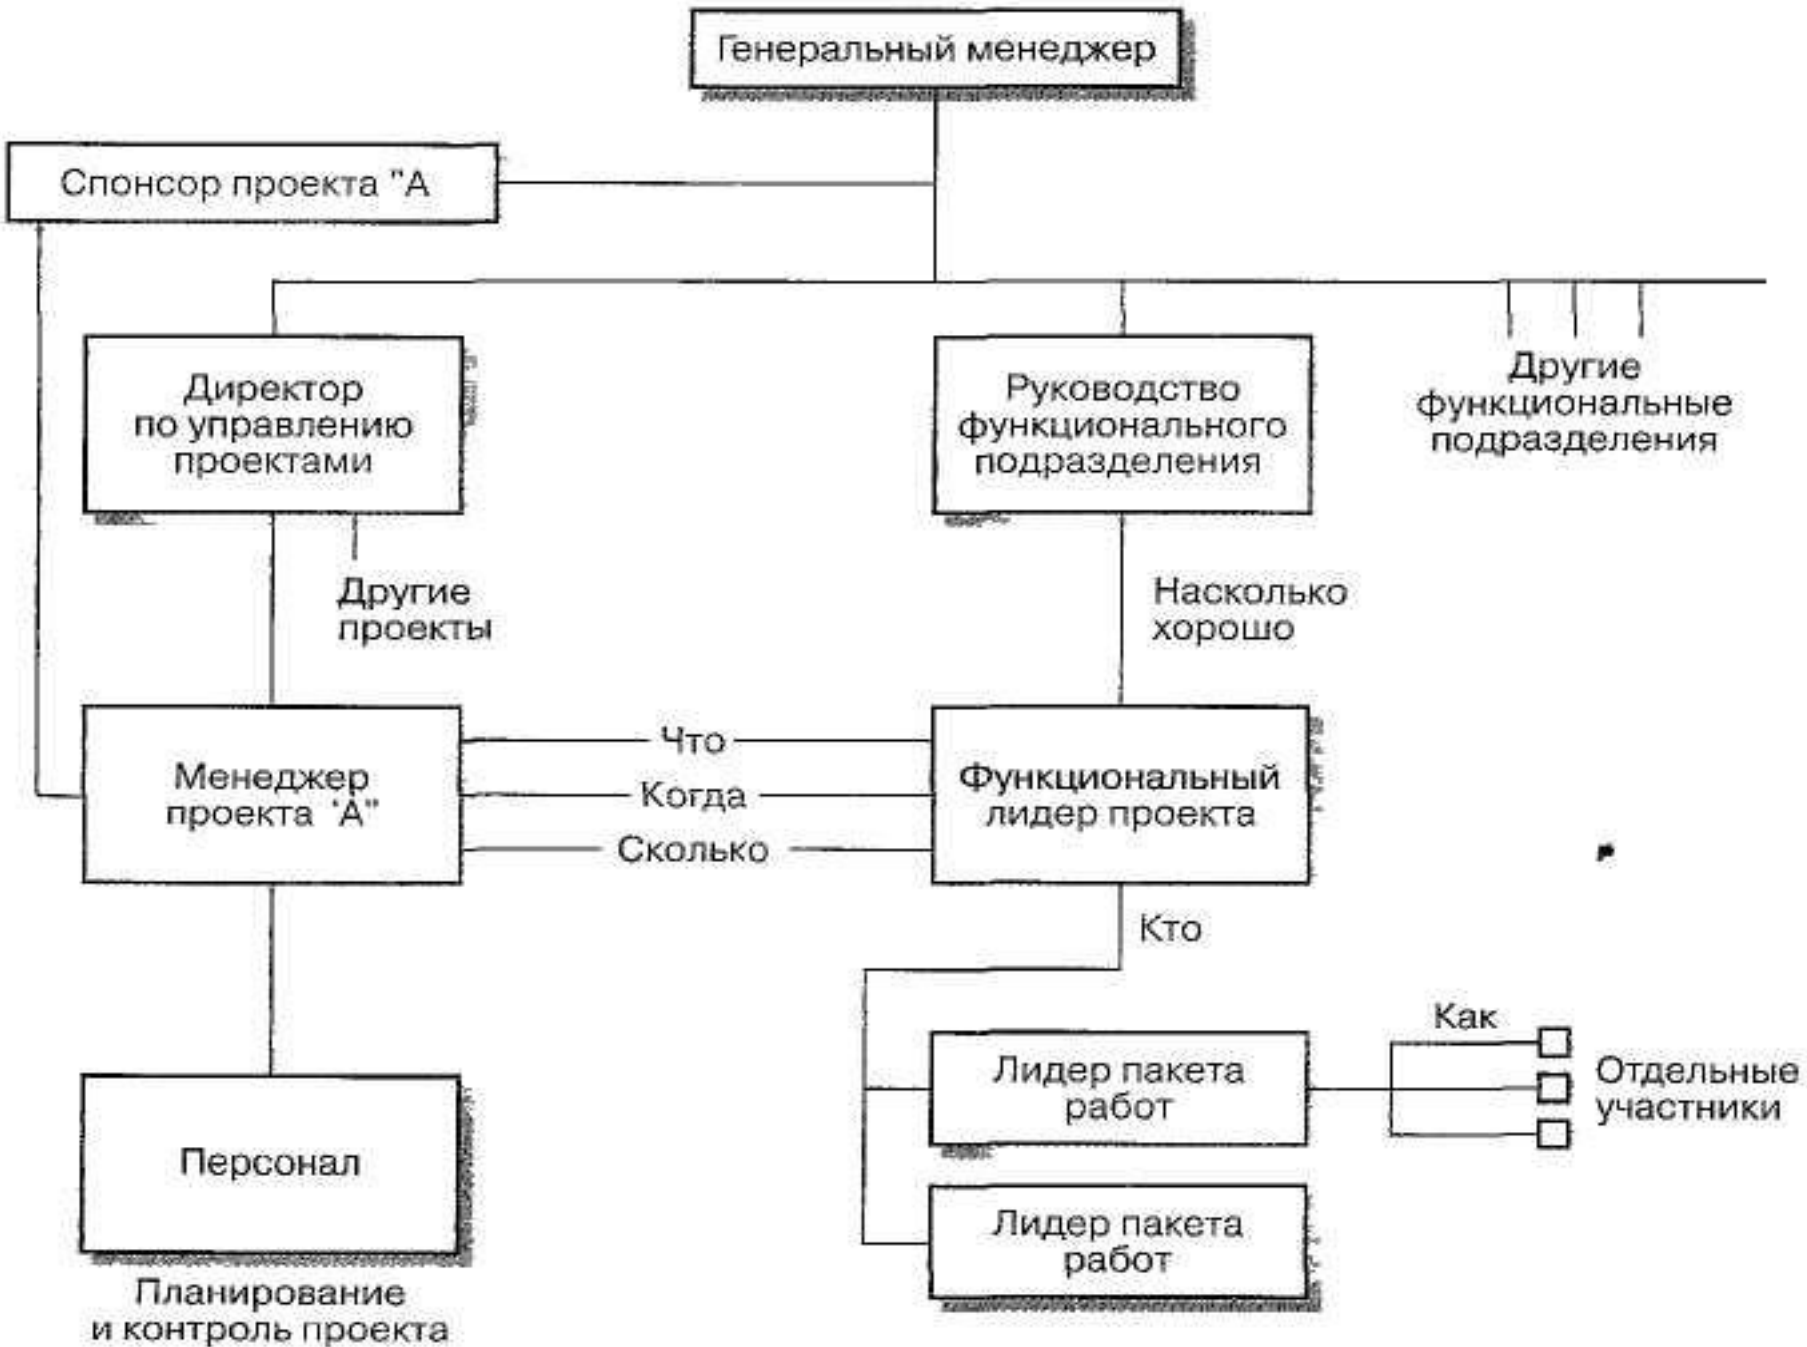 Генеральный менеджер
Спонсор проекта "А
Директор
по управлению
проектами
Руководство
функционального
подразделения
Другие
функциональные
подразделения
Другие
проекты
Насколько
хорошо
Менеджер
проекта 'А"
Что
Когда
Сколько
Функциональный
лидер проекта
Кто
Как
Лидер пакета
работ
Отдельные
участники
Персонал
Лидер пакета
работ
Планирование
и контроль проекта